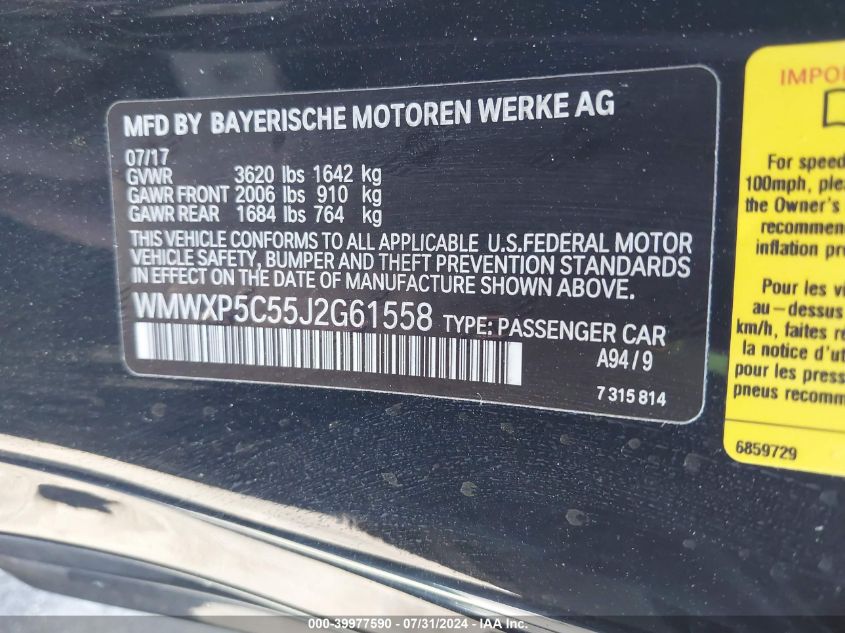 MFD BY BAYERISCHE MOTOREN WERKE AG
07/17
GVWR 3620 lbs 1642 kg
GAWR FRONT 2006 lbs 910 kg
GAWR REAR 1684 lbs 764 kg
THIS VEHICLE CONFORMS TO ALL APPLICABLE U.S.FEDERAL MOTOR
VEHICLE SAFETY, BUMPER AND THEFT PREVENTION STANDARDS
IN EFFECT ON THE DATE OF MANUFACTURE SHOWN ABOVE.
WMWXP5C55J2G61558 TYPE: PASSENGER CAR
A94/9
7 315 814
IMPO
For speed
100mph, plea
the Owner's
recommen
inflation pr
Pour les vi
au-dessus
km/h, faites r
la notice d'ut
pour les press
pneus recomm
6859729
000-39977590 - 07/31/2024 - IAA Inc.